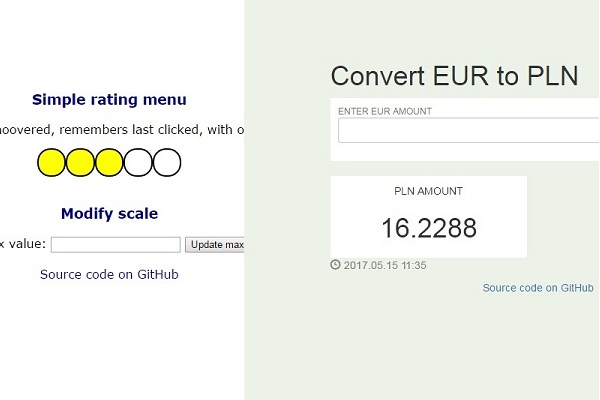 Simple rating menu
hoovered, remembers last clicked, with o
Modify scale
x value:
Update max
Source code on GitHub
Convert EUR to PLN
ENTER EUR AMOUNT
PLN AMOUNT
16.2288
2017.05.15 11:35
Source code on GitHub